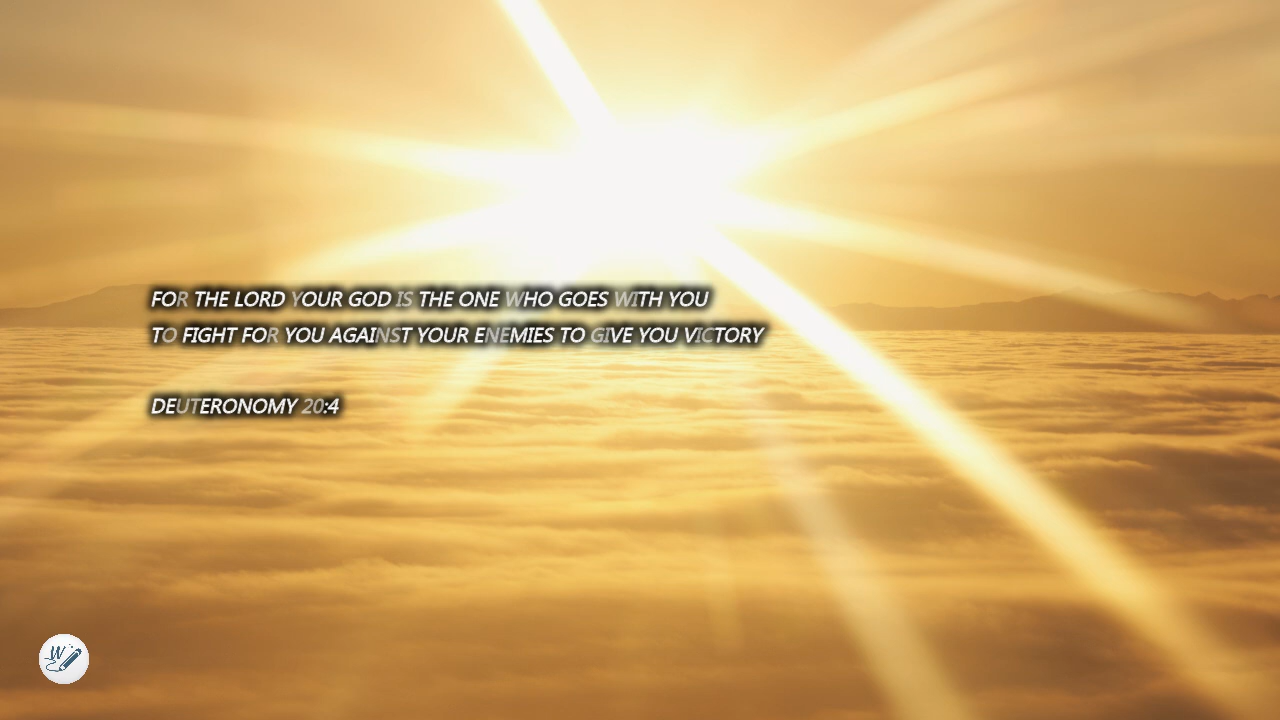 FOR THE LORD YOUR GOD IS THE ONE WHO GOES WITH YOU
TO FIGHT FOR YOU AGAINST YOUR ENEMIES TO GIVE YOU VICTORY
DEUTERONOMY 20:4
W